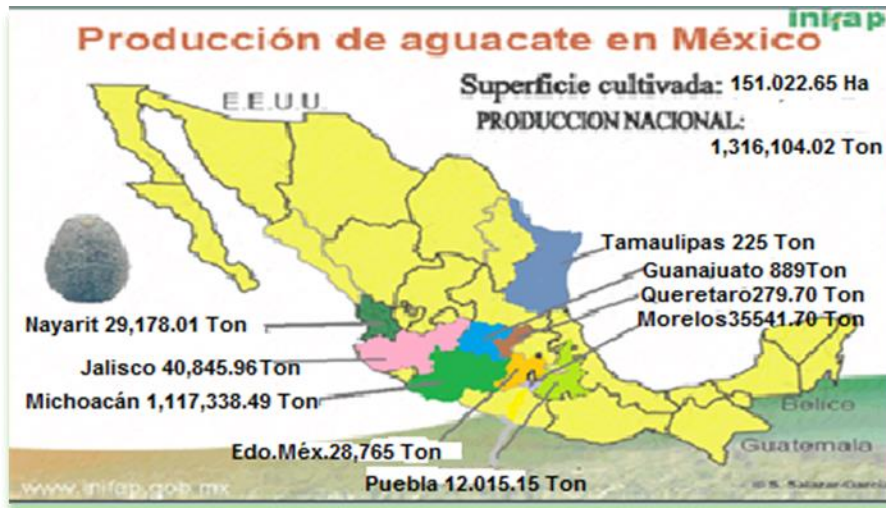 inifap
Producción de aguacate en México
E.E.U.U.
Superficie cultivada: 151.022.65 Ha
PRODUCCION NACIONAL:
1,316,104.02 Ton
Tamaulipas 225 Ton
Guanajuato 889Ton
Queretaro279.70 Ton
Morelos35541.70 Ton
Nayarit 29,178.01 Ton
Jalisco 40,845.96Ton
Michoacán 1,117,338.49 Ton
Belice
Edo.Méx.28,765 Ton
Guatemala
Puebla 12.015.15 Ton
www.inifap.gob.mx
S. Salazar-García